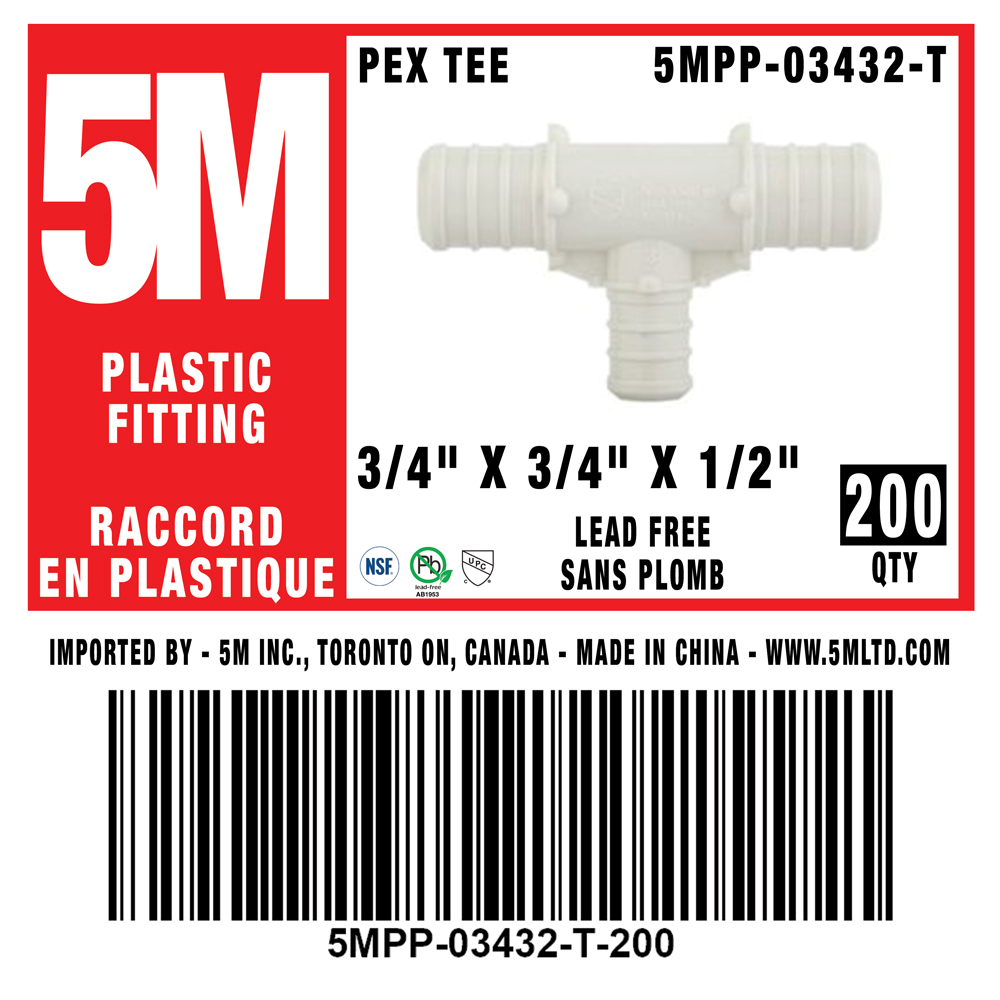 5M
PLASTIC
FITTING
RACCORD
EN PLASTIQUE
PEX TEE 5MPP-03432-T
3/4" X 3/4" X 1/2"
LEAD FREE
SANS PLOMB
200
QTY
NSF
Pb
lead-free
AB1953
UPC
C
IMPORTED BY - 5M INC., TORONTO ON, CANADA - MADE IN CHINA - WWW.5MLTD.COM
5MPP-03432-T-200